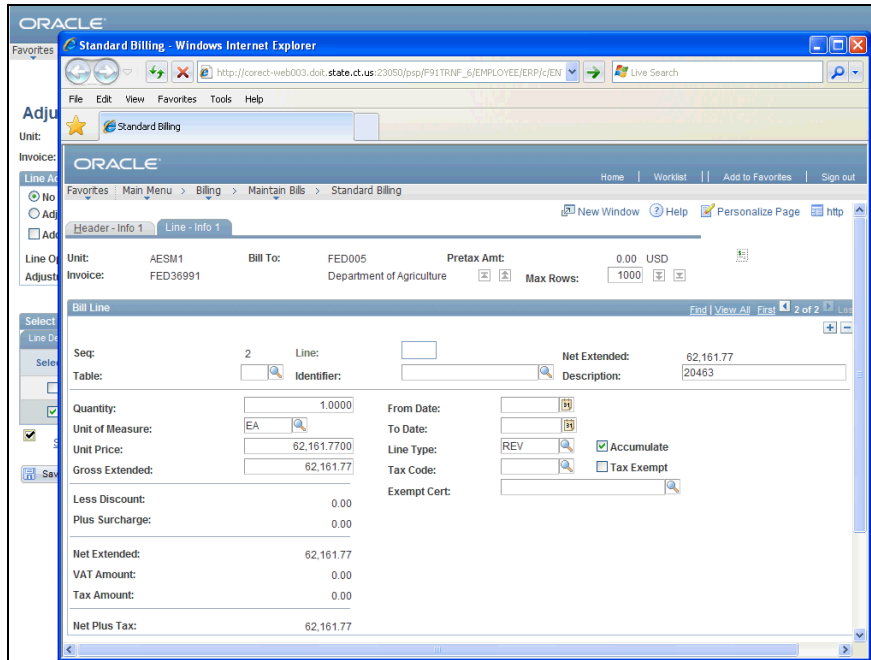 ORACLE
Favorites
Standard Billing - Windows Internet Explorer
http://corect-web003.doit.state.ct.us:23050/psp/F91TRNF_6/EMPLOYEE/ERP/c/EN
Live Search
File Edit View Favorites Tools Help
Standard Billing
Adju
Unit:
Invoice:
Line Ac
No
Adj
Add
Line Op
Adjust
Select
Line De
Sele
S
Sav
ORACLE
Home | Worklist || Add to Favorites | Sign out
Favorites Main Menu > Billing > Maintain Bills > Standard Billing
New Window Help Personalize Page http
Header - Info 1 Line - Info 1
Unit: AESM1 Bill To: FED005 Pretax Amt: 0.00 USD
Invoice: FED36991 Department of Agriculture Max Rows: 1000
Bill Line Find | View All First 2 of 2 Las
Seq: 2 Line: Net Extended: 62,161.77
Table: Identifier: Description: 20463
Quantity: 1.0000 From Date:
Unit of Measure: EA To Date:
Unit Price: 62,161.7700 Line Type: REV Accumulate
Gross Extended: 62,161.77 Tax Code: Tax Exempt
Exempt Cert:
Less Discount: 0.00
Plus Surcharge: 0.00
Net Extended: 62,161.77
VAT Amount: 0.00
Tax Amount: 0.00
Net Plus Tax: 62,161.77